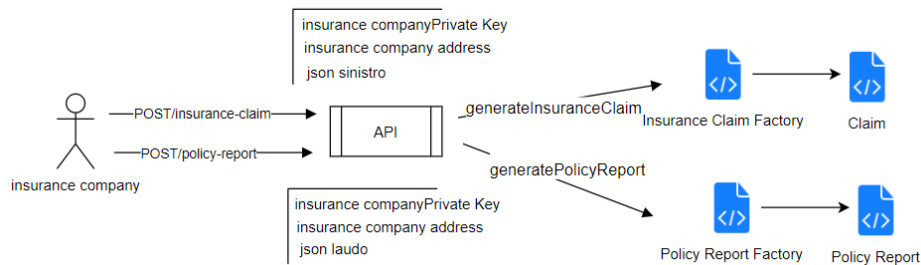 insurance companyPrivate Key
insurance company address
json sinistro
POST/insurance-claim
API
generateInsuranceClaim
Insurance Claim Factory
Claim
POST/policy-report
insurance company
generatePolicyReport
insurance companyPrivate Key
insurance company address
json laudo
Policy Report Factory
Policy Report